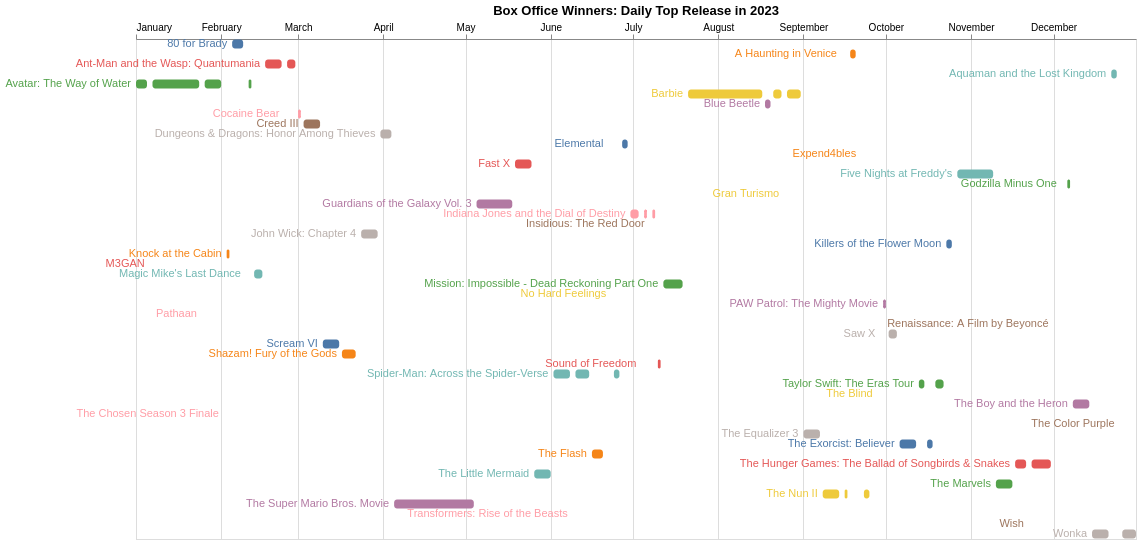 Box Office Winners: Daily Top Release in 2023
January February March April May June July August September October November December
80 for Brady
A Haunting in Venice
Ant-Man and the Wasp: Quantumania
Aquaman and the Lost Kingdom
Avatar: The Way of Water
Barbie
Blue Beetle
Cocaine Bear
Creed III
Dungeons & Dragons: Honor Among Thieves
Elemental
Expend4bles
Fast X
Five Nights at Freddy's
Godzilla Minus One
Gran Turismo
Guardians of the Galaxy Vol. 3
Indiana Jones and the Dial of Destiny
Insidious: The Red Door
John Wick: Chapter 4
Killers of the Flower Moon
Knock at the Cabin
M3GAN
Magic Mike's Last Dance
Mission: Impossible - Dead Reckoning Part One
No Hard Feelings
PAW Patrol: The Mighty Movie
Pathaan
Renaissance: A Film by Beyoncé
Saw X
Scream VI
Shazam! Fury of the Gods
Sound of Freedom
Spider-Man: Across the Spider-Verse
Taylor Swift: The Eras Tour
The Blind
The Boy and the Heron
The Chosen Season 3 Finale
The Color Purple
The Equalizer 3
The Exorcist: Believer
The Flash
The Hunger Games: The Ballad of Songbirds & Snakes
The Little Mermaid
The Marvels
The Nun II
The Super Mario Bros. Movie
Transformers: Rise of the Beasts
Wish
Wonka